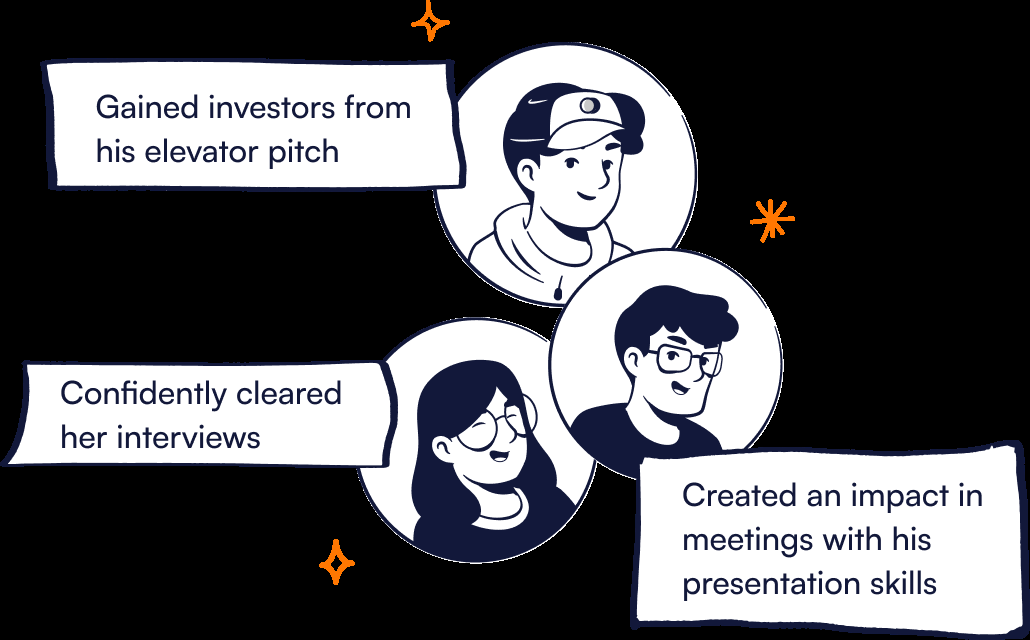 Gained investors from
his elevator pitch
Confidently cleared
her interviews
Created an impact in
meetings with his
presentation skills